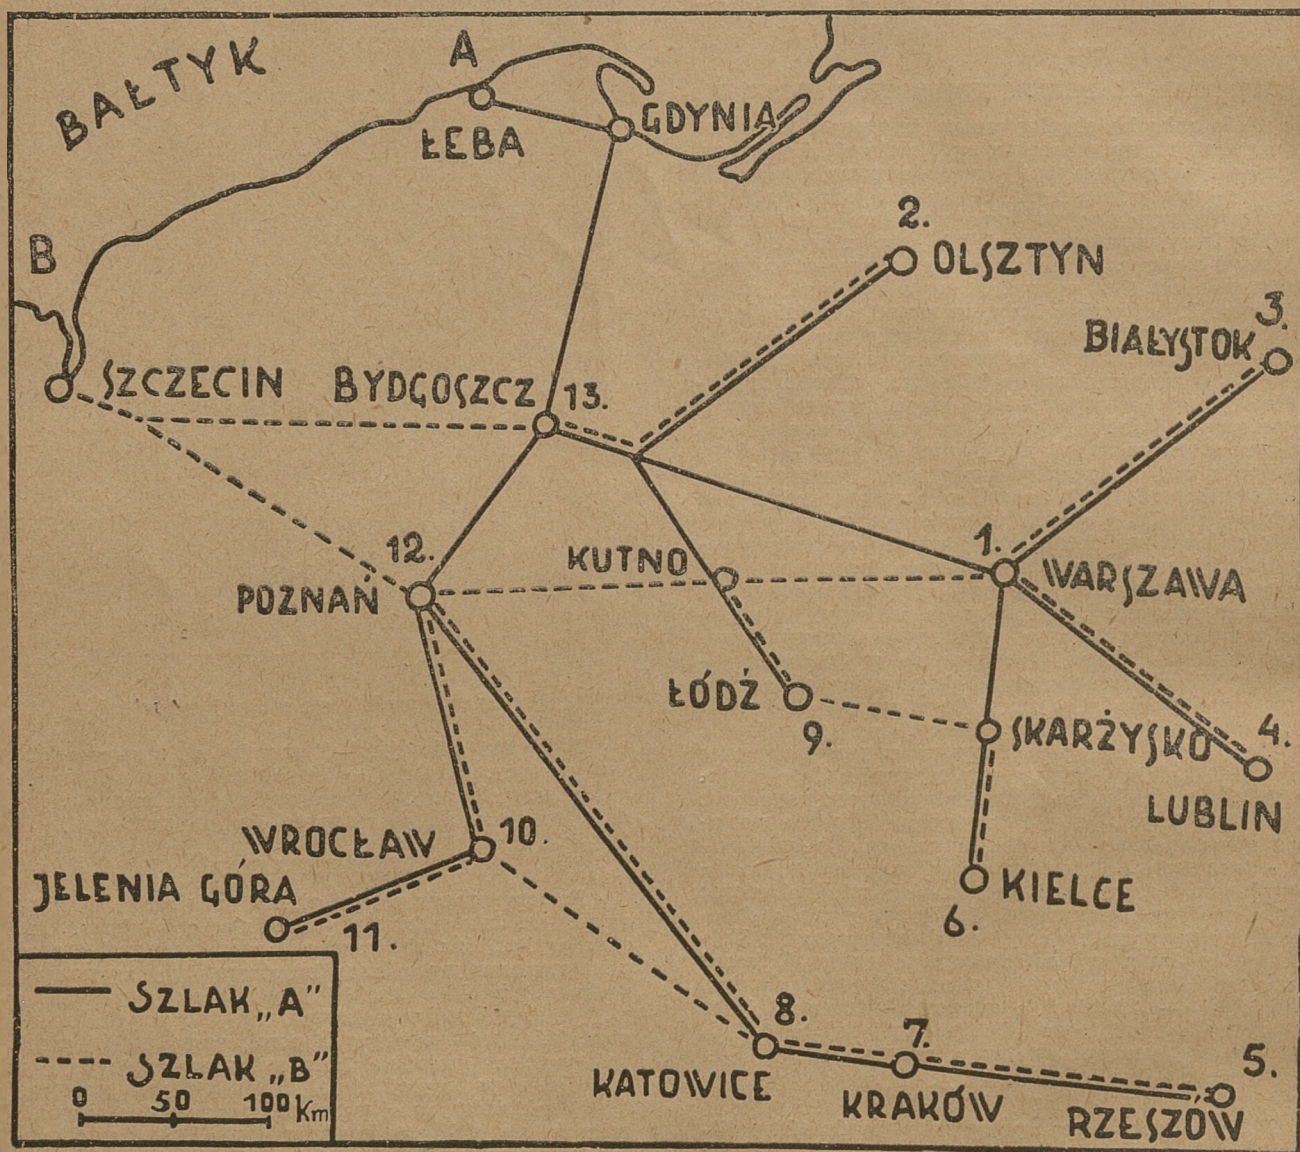 BAŁTYK
A
ŁEBA
GDYNIA
2.
OLSZTYN
B
3.
BIAŁYSTOK
SZCZECIN
BYDGOSZCZ
13.
12.
POZNAŃ
KUTNO
1.
WARSZAWA
ŁÓDŹ
9.
SKARŻYSKO
4.
LUBLIN
WROCŁAW
10.
JELENIA GÓRA
11.
KIELCE
6.
8.
KATOWICE
7.
KRAKÓW
5.
RZESZÓW
SZLAK „A”
SZLAK „B”
0 50 100 Km